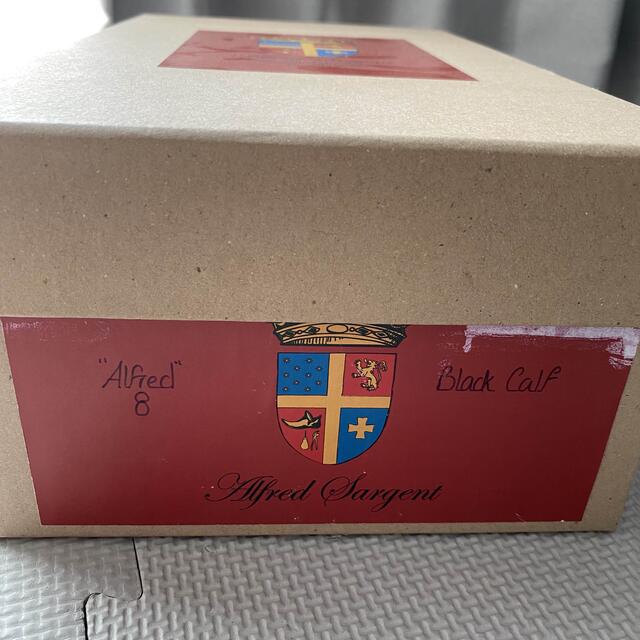 "Alfred"
8
Black Calf
Alfred Sargent